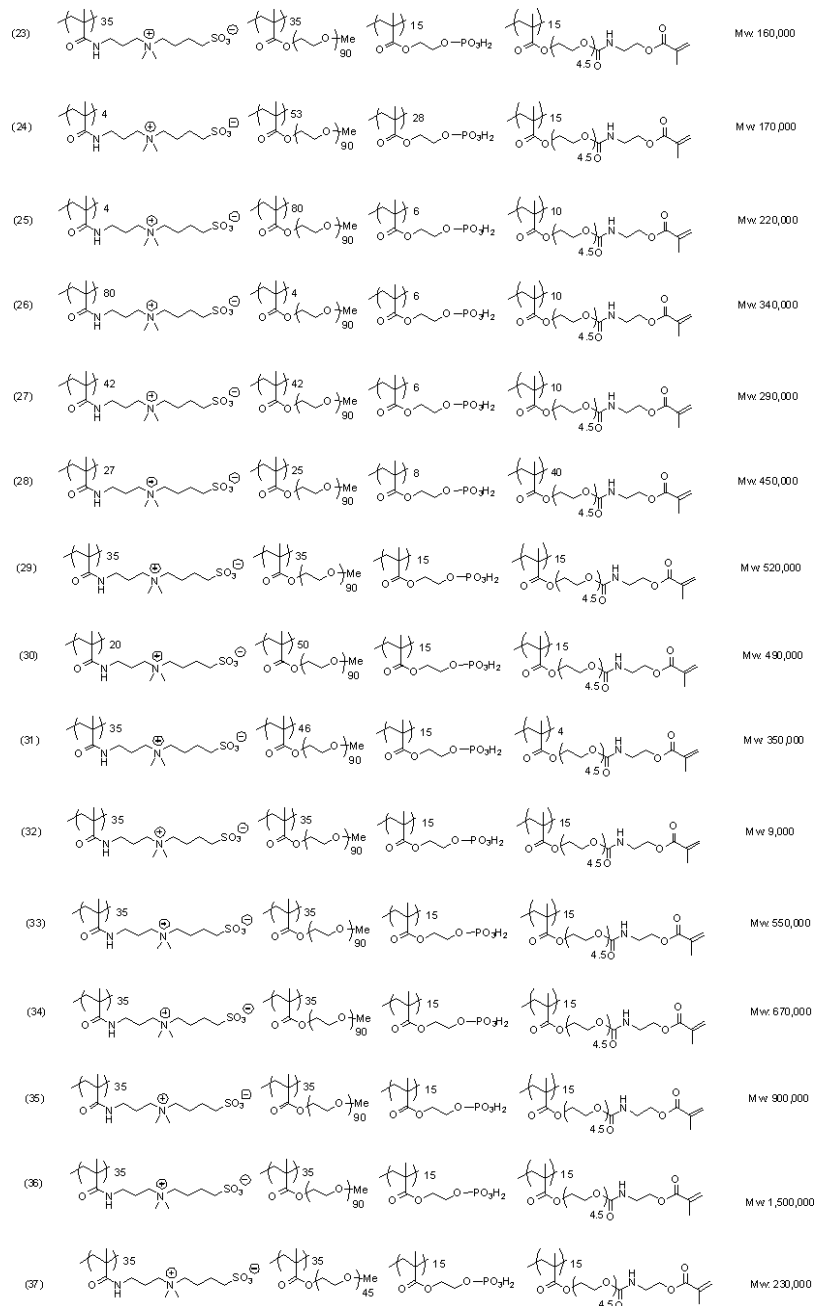 (23) 35 O N H N ⊕ SO3 ⊖ 35 O O O Me 90 15 O O O PO3H2 15 O O O 4.5 O H N O O Mw: 160,000
(24) 4 O N H N ⊕ SO3 ⊖ 53 O O O Me 90 28 O O O PO3H2 15 O O O 4.5 O H N O O Mw: 170,000
(25) 4 O N H N ⊕ SO3 ⊖ 80 O O O Me 90 6 O O O PO3H2 10 O O O 4.5 O H N O O Mw: 220,000
(26) 80 O N H N ⊕ SO3 ⊖ 4 O O O Me 90 6 O O O PO3H2 10 O O O 4.5 O H N O O Mw: 340,000
(27) 42 O N H N ⊕ SO3 ⊖ 42 O O O Me 90 6 O O O PO3H2 10 O O O 4.5 O H N O O Mw: 290,000
(28) 27 O N H N ⊕ SO3 ⊖ 25 O O O Me 90 8 O O O PO3H2 40 O O O 4.5 O H N O O Mw: 450,000
(29) 35 O N H N ⊕ SO3 ⊖ 35 O O O Me 90 15 O O O PO3H2 15 O O O 4.5 O H N O O Mw: 520,000
(30) 20 O N H N ⊕ SO3 ⊖ 50 O O O Me 90 15 O O O PO3H2 15 O O O 4.5 O H N O O Mw: 490,000
(31) 35 O N H N ⊕ SO3 ⊖ 46 O O O Me 90 15 O O O PO3H2 4 O O O 4.5 O H N O O Mw: 350,000
(32) 35 O N H N ⊕ SO3 ⊖ 35 O O O Me 90 15 O O O PO3H2 15 O O O 4.5 O H N O O Mw: 9,000
(33) 35 O N H N ⊕ SO3 ⊖ 35 O O O Me 90 15 O O O PO3H2 15 O O O 4.5 O H N O O Mw: 550,000
(34) 35 O N H N ⊕ SO3 ⊖ 35 O O O Me 90 15 O O O PO3H2 15 O O O 4.5 O H N O O Mw: 670,000
(35) 35 O N H N ⊕ SO3 ⊖ 35 O O O Me 90 15 O O O PO3H2 15 O O O 4.5 O H N O O Mw: 900,000
(36) 35 O N H N ⊕ SO3 ⊖ 35 O O O Me 90 15 O O O PO3H2 15 O O O 4.5 O H N O O Mw: 1,500,000
(37) 35 O N H N ⊕ SO3 ⊖ 35 O O O Me 45 15 O O O PO3H2 15 O O O 4.5 O H N O O Mw: 230,000